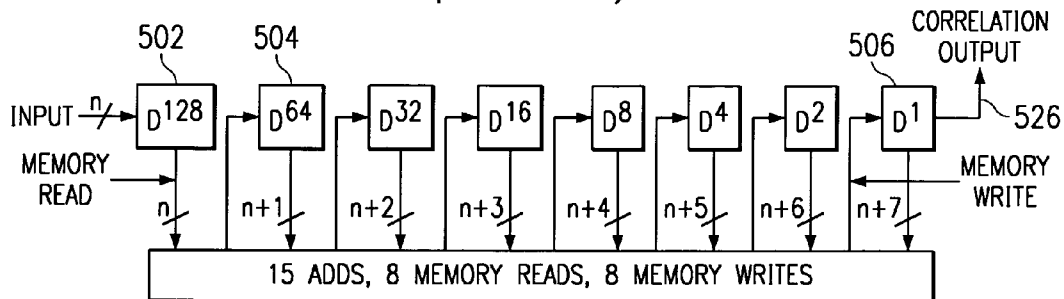 502
504
506
CORRELATION
OUTPUT
INPUT n
D128
D64
D32
D16
D8
D4
D2
D1
526
MEMORY
READ
MEMORY
WRITE
n
n+1
n+2
n+3
n+4
n+5
n+6
n+7
15 ADDS, 8 MEMORY READS, 8 MEMORY WRITES